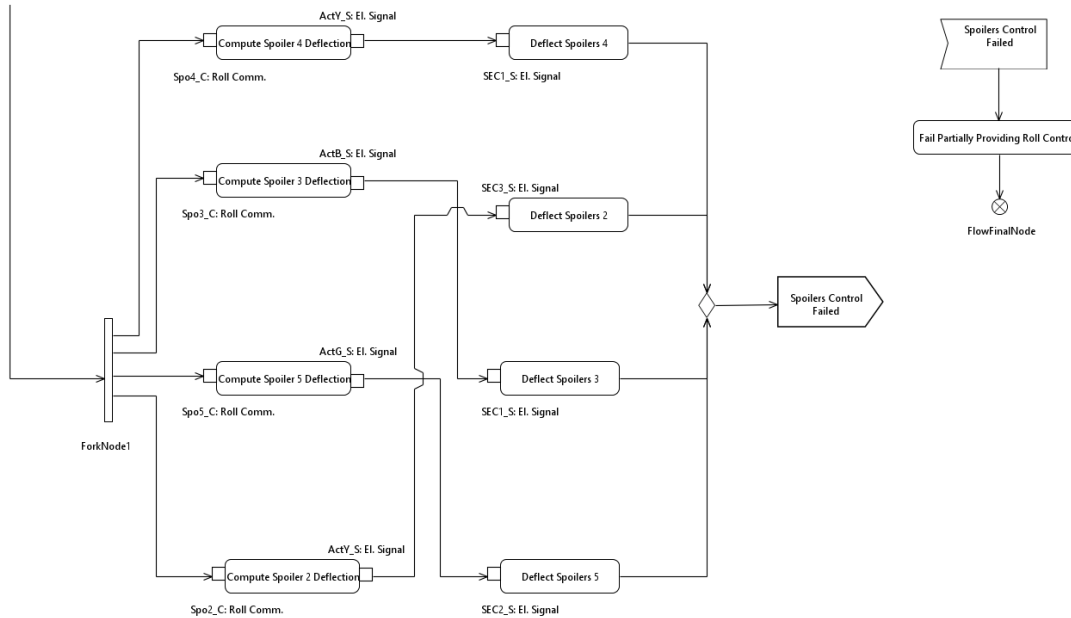 ActY_S: El. Signal
Compute Spoiler 4 Deflection
Spo4_C: Roll Comm.
Deflect Spoilers 4
SEC1_S: El. Signal
Spoilers Control
Failed
ActB_S: El. Signal
Compute Spoiler 3 Deflection
Spo3_C: Roll Comm.
SEC3_S: El. Signal
Deflect Spoilers 2
Fail Partially Providing Roll Control
FlowFinalNode
Spoilers Control
Failed
ActG_S: El. Signal
Compute Spoiler 5 Deflection
Spo5_C: Roll Comm.
Deflect Spoilers 3
SEC1_S: El. Signal
ForkNode1
ActY_S: El. Signal
Compute Spoiler 2 Deflection
Spo2_C: Roll Comm.
Deflect Spoilers 5
SEC2_S: El. Signal